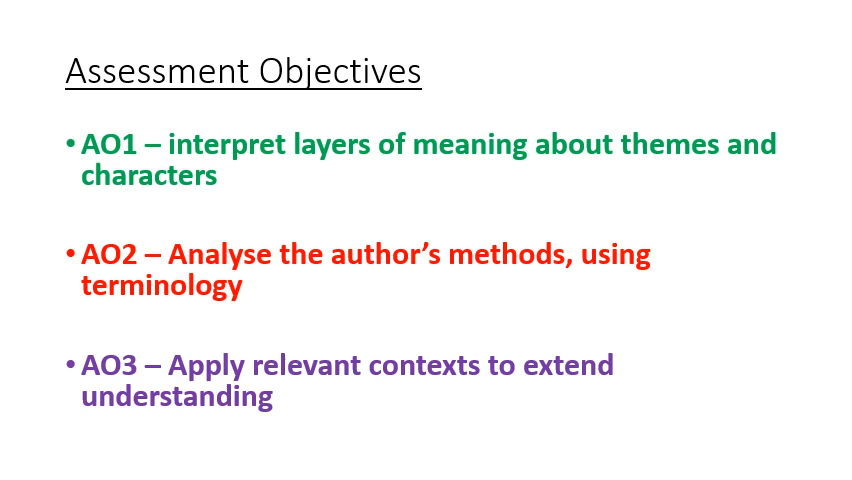 Assessment Objectives
• AO1 – interpret layers of meaning about themes and
characters
• AO2 – Analyse the author’s methods, using
terminology
• AO3 – Apply relevant contexts to extend
understanding